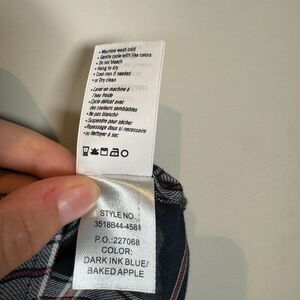 • Machine wash cold
• Gentle cycle with like colors
• Do not bleach
• Hang to dry
• Cool iron if needed
• or Dry clean
• Laver en machine à
l'eau froide
• Cycle délicat avec
des couleurs semblables
• Ne pas blanchir
• Suspendre pour sécher
• Repassage doux si necessaire
• ou Nettoyer à sec
STYLE NO.
3518B44-4581
P.O.:227068
COLOR:
DARK INK BLUE/
BAKED APPLE